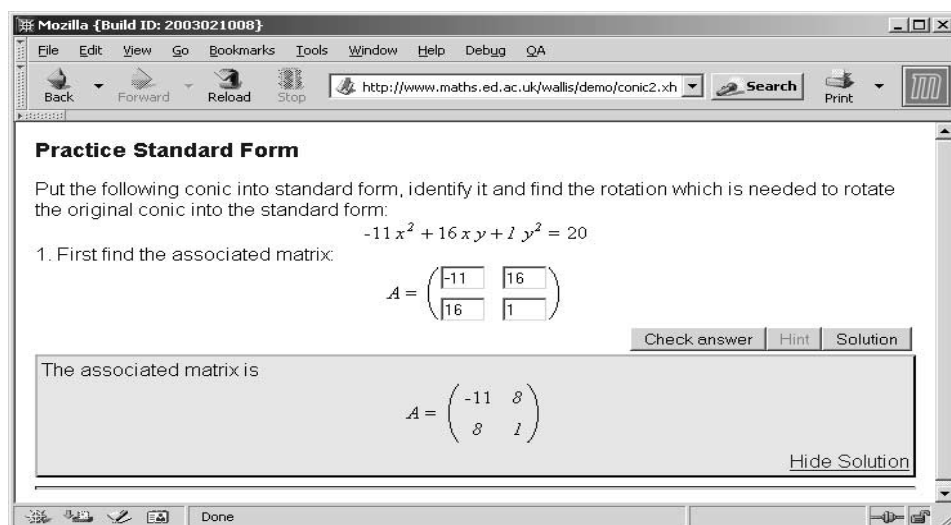 Mozilla {Build ID: 2003021008}
File Edit View Go Bookmarks Tools Window Help Debug QA
Back Forward Reload Stop http://www.maths.ed.ac.uk/wallis/demo/conic2.xh Search Print
Practice Standard Form
Put the following conic into standard form, identify it and find the rotation which is needed to rotate
the original conic into the standard form:
-11 x² + 16 x y + 1 y² = 20
1. First find the associated matrix:
A = ( -11 16
16 1 )
Check answer Hint Solution
The associated matrix is
A = ( -11 8
8 1 )
Hide Solution
Done